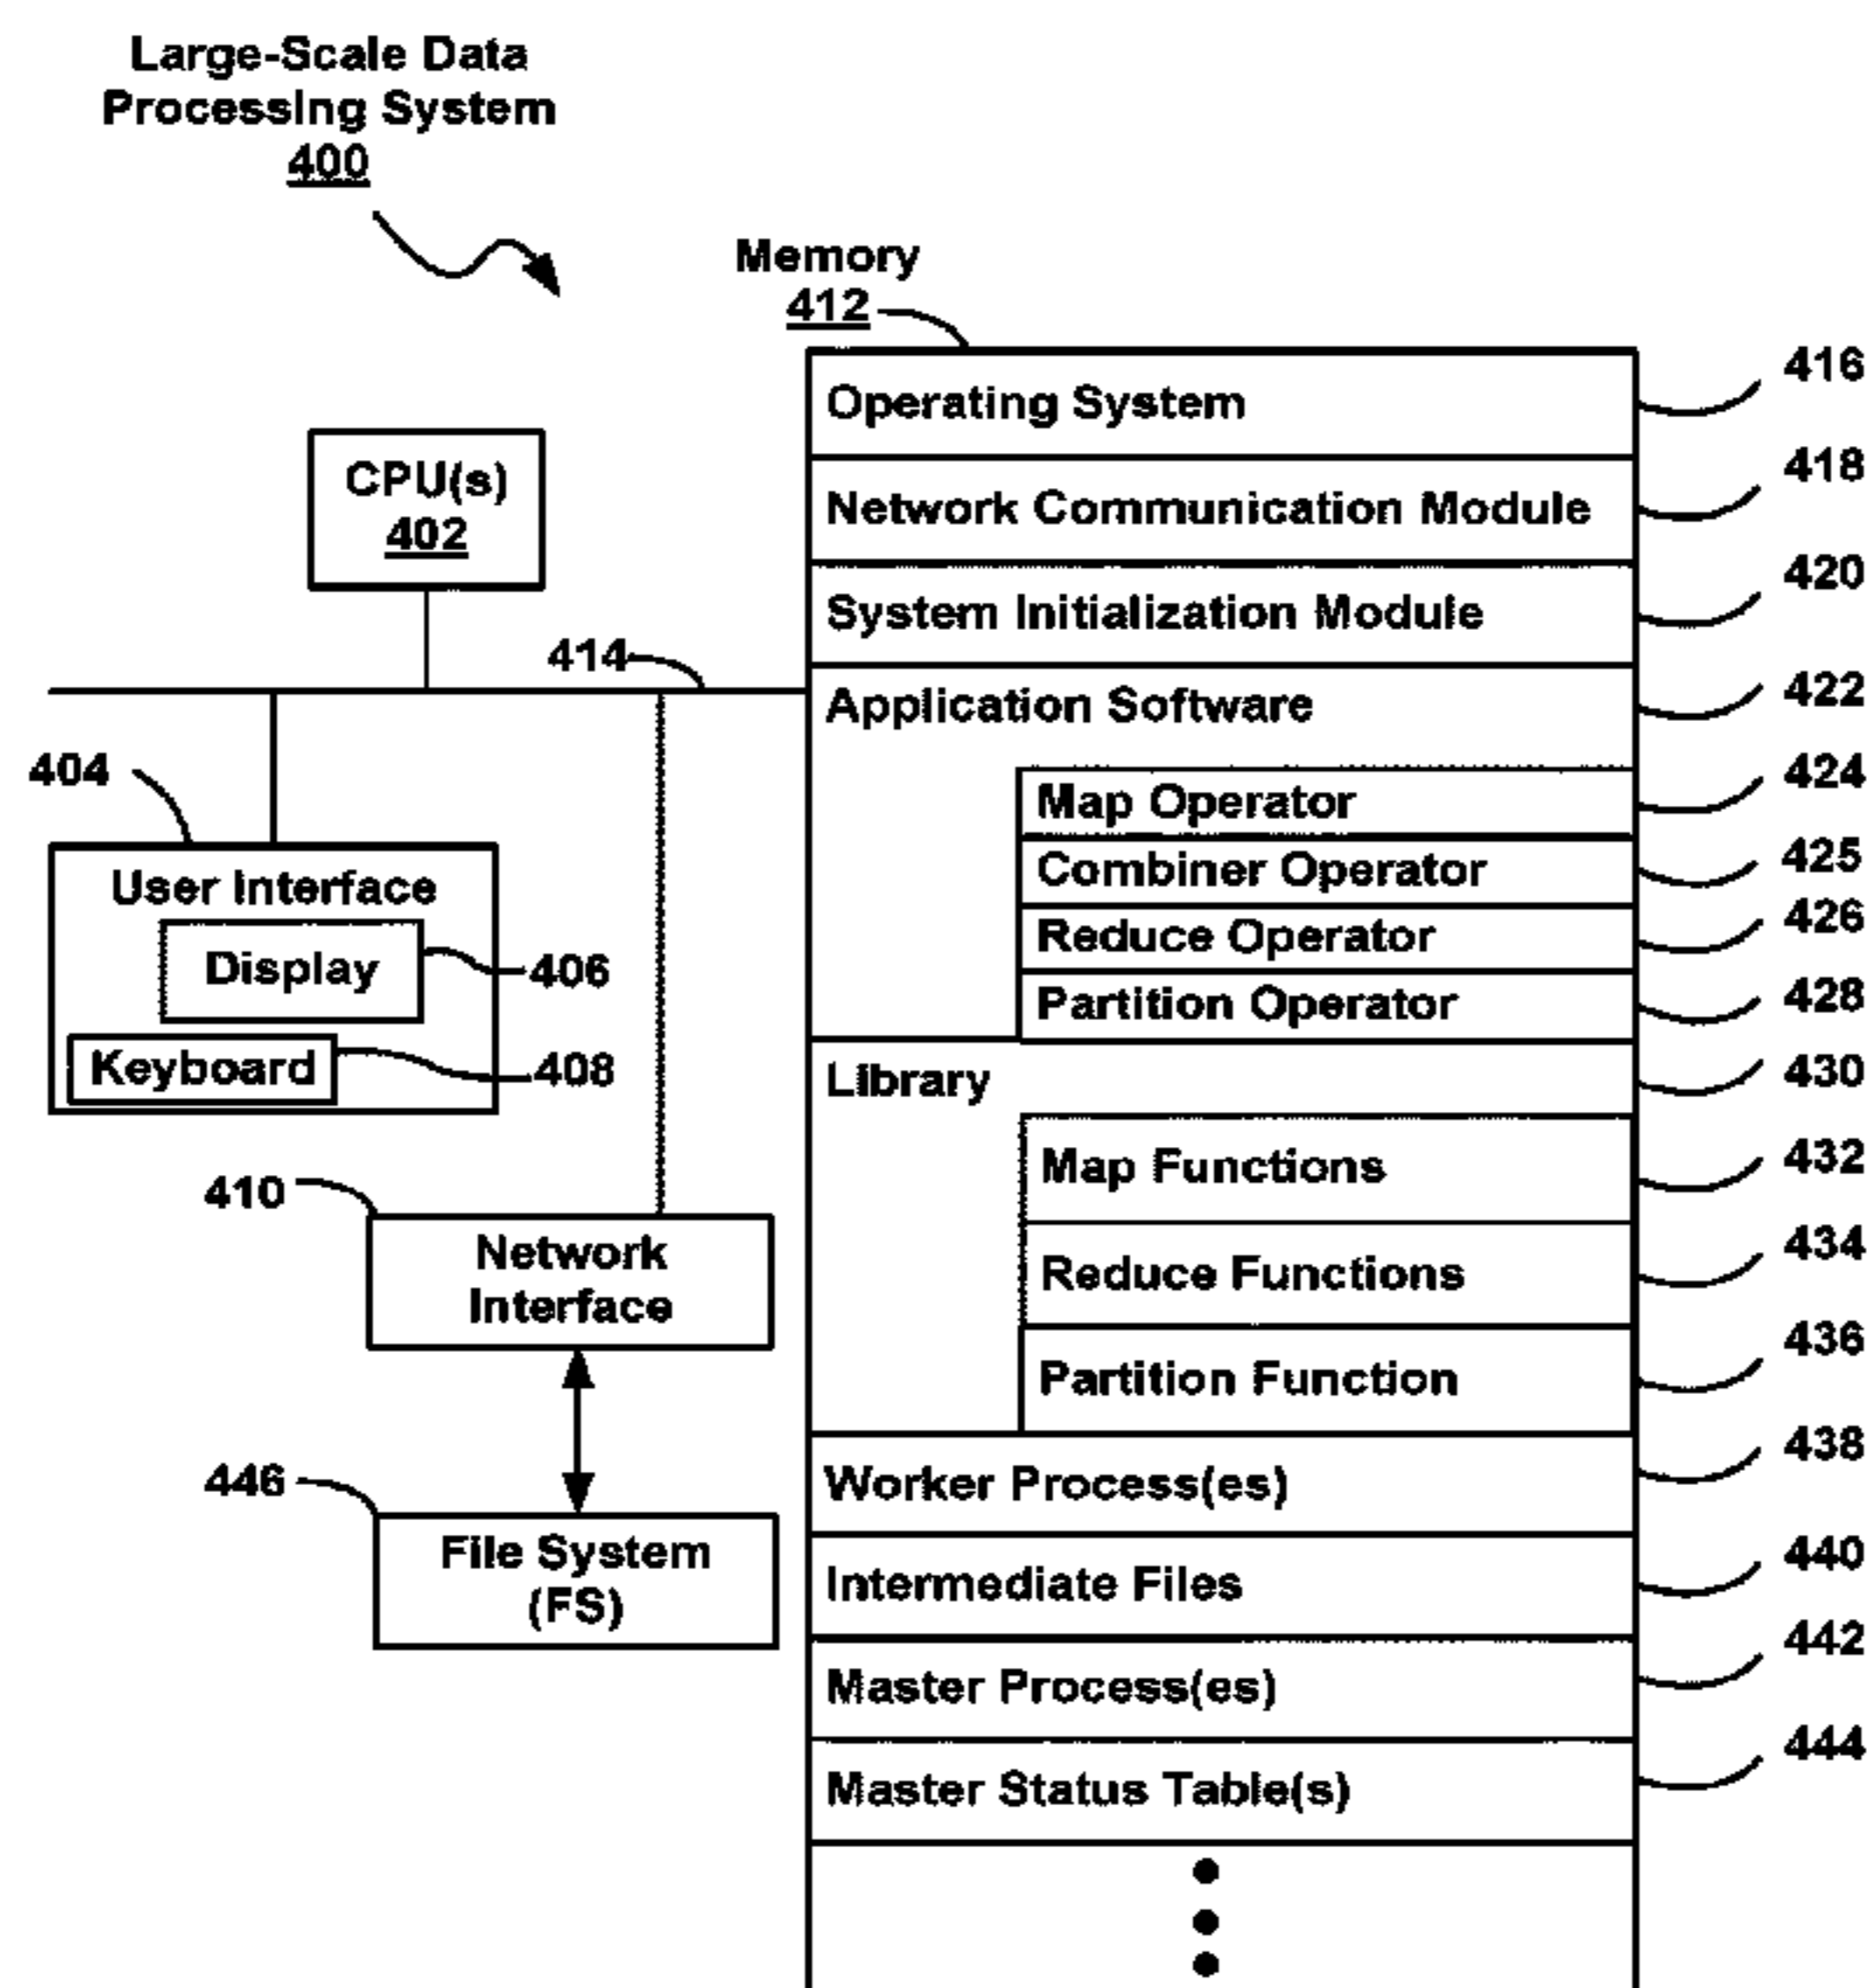 Large-Scale Data
Processing System
400
Memory
412
Operating System
416
Network Communication Module
418
System Initialization Module
420
Application Software
422
Map Operator
424
Combiner Operator
425
Reduce Operator
426
Partition Operator
428
Library
430
Map Functions
432
Reduce Functions
434
Partition Function
436
Worker Process(es)
438
Intermediate Files
440
Master Process(es)
442
Master Status Table(s)
444
CPU(s)
402
414
404
User Interface
Display
406
Keyboard
408
410
Network
Interface
446
File System
(FS)